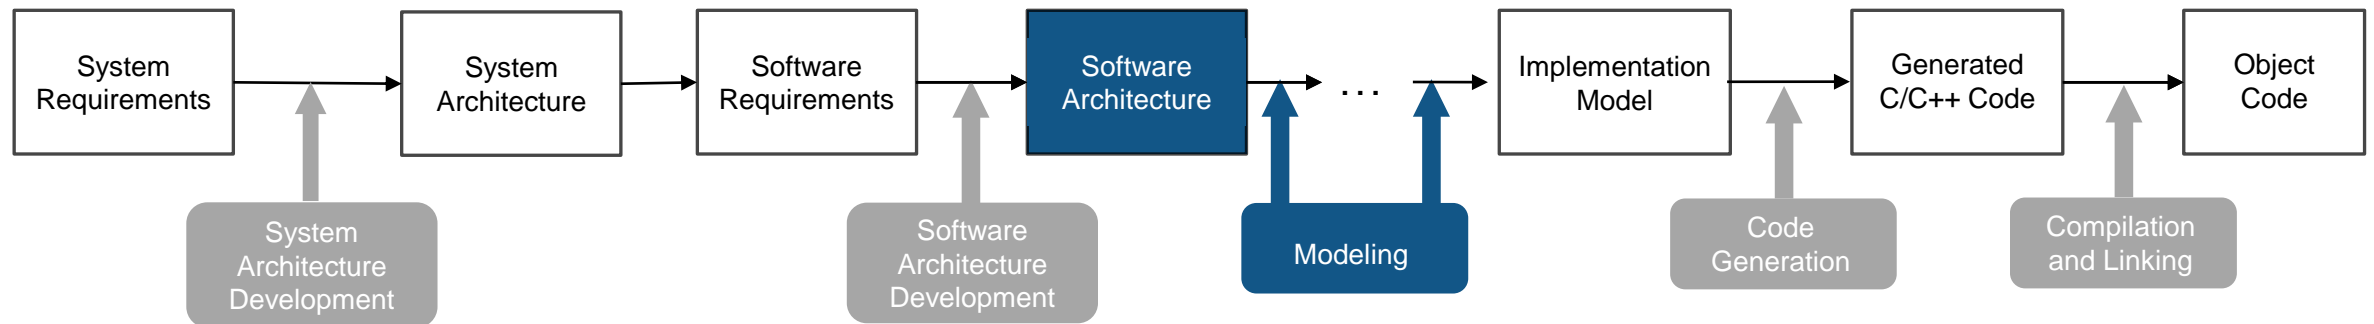 System
Requirements
System
Architecture
Software
Requirements
Software
Architecture
...
Implementation
Model
Generated
C/C++ Code
Object
Code
System
Architecture
Development
Software
Architecture
Development
Modeling
Code
Generation
Compilation
and Linking